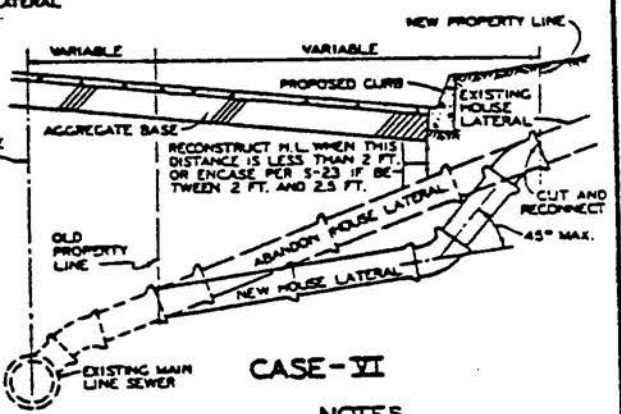 LATERAL
NEW PROPERTY LINE
VARIABLE
VARIABLE
PROPOSED CURB
EXISTING
HOUSE
LATERAL
AGGREGATE BASE
RECONSTRUCT H.L. WHEN THIS
DISTANCE IS LESS THAN 2 FT.
OR ENCASE PER S-23 IF BE-
TWEEN 2 FT. AND 2.5 FT.
CUT AND
RECONNECT
45° MAX.
OLD
PROPERTY
LINE
ABANDON HOUSE LATERAL
NEW HOUSE LATERAL
EXISTING MAIN
LINE SEWER
CASE-VI
NOTES